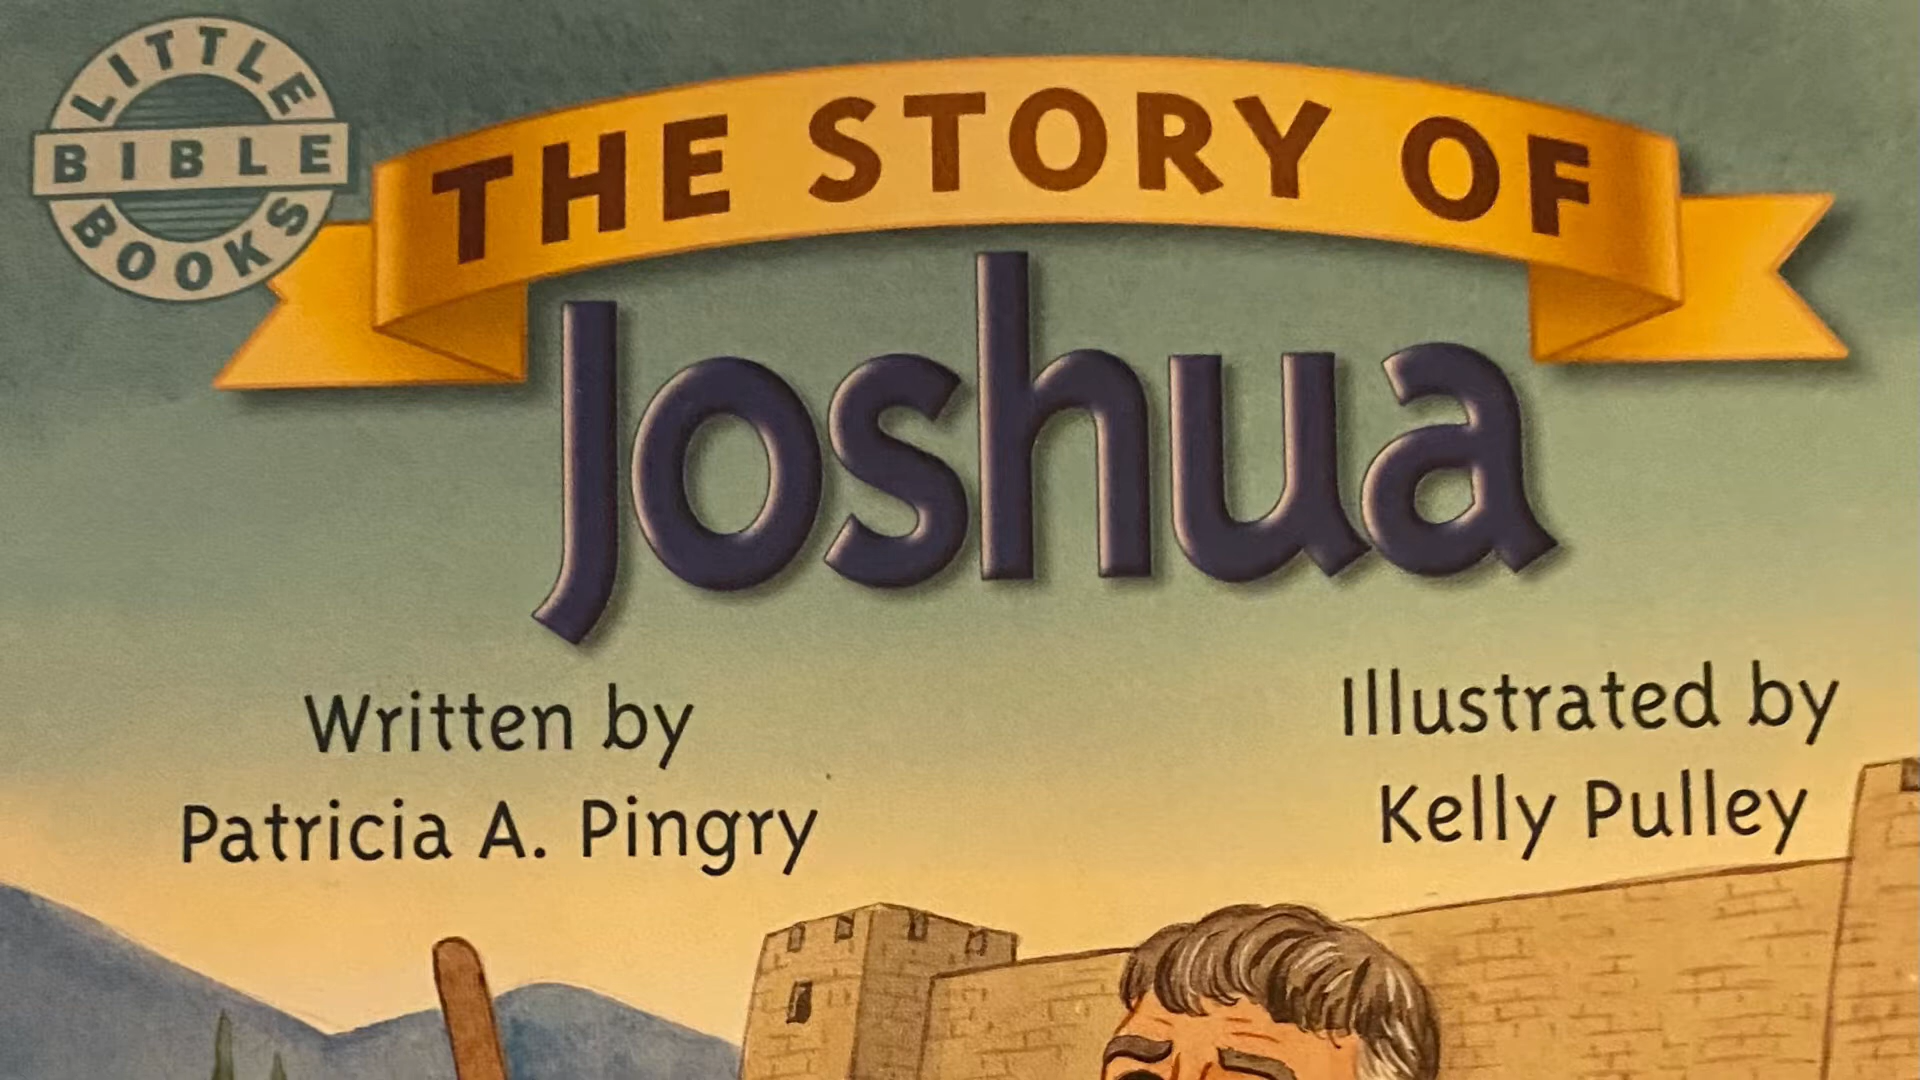 LITTLE
BIBLE
BOOKS
THE STORY OF
Joshua
Written by
Patricia A. Pingry
Illustrated by
Kelly Pulley